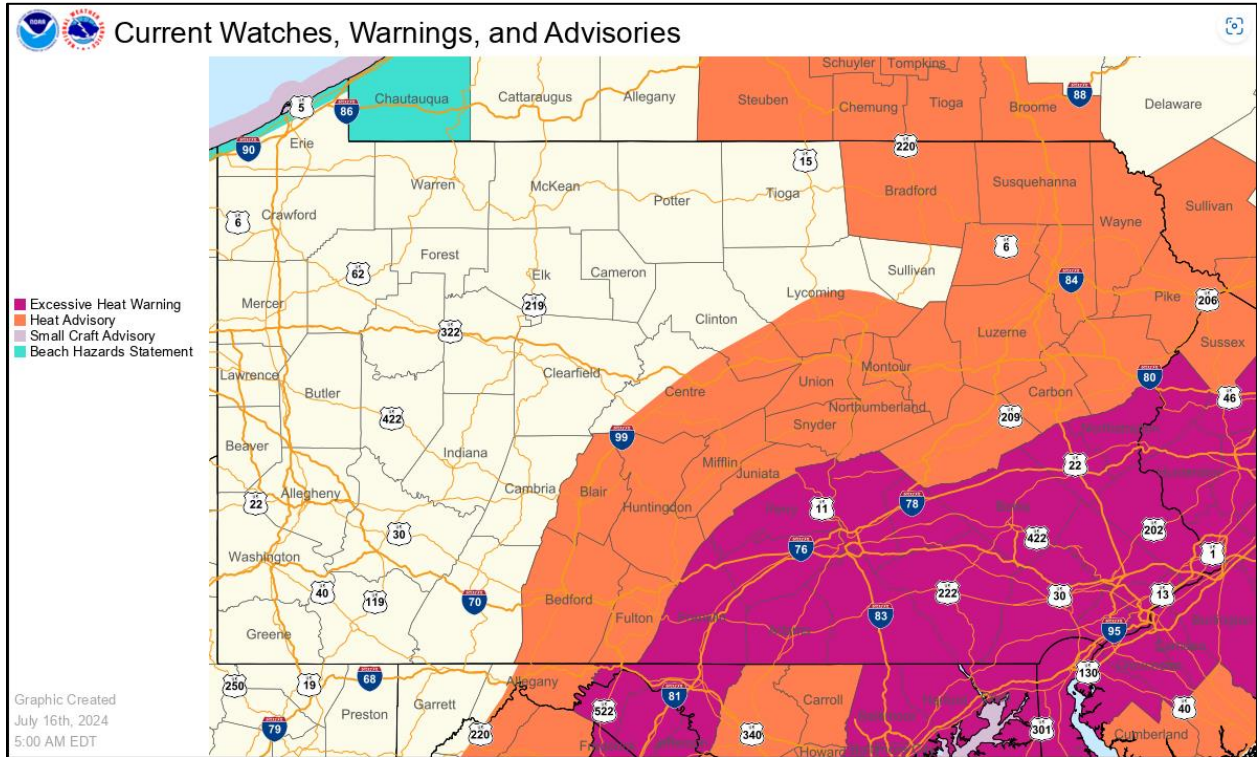 NOAA
Current Watches, Warnings, and Advisories
Schuyler
Tompkins
5
86
Chautauqua
Cattaraugus
Allegany
Steuben
Chemung
Tioga
Broome
88
Delaware
90
Erie
15
220
Warren
McKean
Potter
Tioga
Bradford
Susquehanna
Wayne
Sullivan
6
Crawford
Forest
62
Elk
Cameron
Sullivan
6
84
Mercer
219
Lycoming
Pike
206
Excessive Heat Warning
Heat Advisory
Small Craft Advisory
Beach Hazards Statement
322
Clinton
Luzerne
Sussex
Lawrence
Butler
Clearfield
Centre
Union
Montour
Carbon
80
46
422
Northumberland
209
Snyder
99
Beaver
Indiana
Mifflin
Juniata
22
Allegheny
Cambria
Blair
Huntingdon
22
11
78
30
76
422
202
1
Washington
40
119
70
Bedford
Fulton
222
30
13
83
95
Greene
250
19
68
Allegany
81
130
Preston
Garrett
522
Carroll
40
79
220
340
Howard
301
Cumberland
Graphic Created
July 16th, 2024
5:00 AM EDT